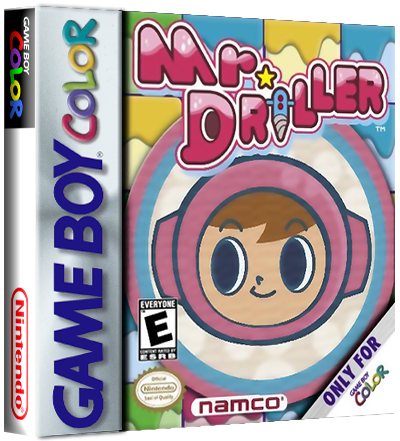 GAME BOY
COLOR
Nintendo
GAME BOY COLOR
Mr.
DRILLER
TM
EVERYONE
E
CONTENT RATED BY
ESRB
Official
Nintendo
Seal of Quality
namco
ONLY FOR
GAME BOY
COLOR